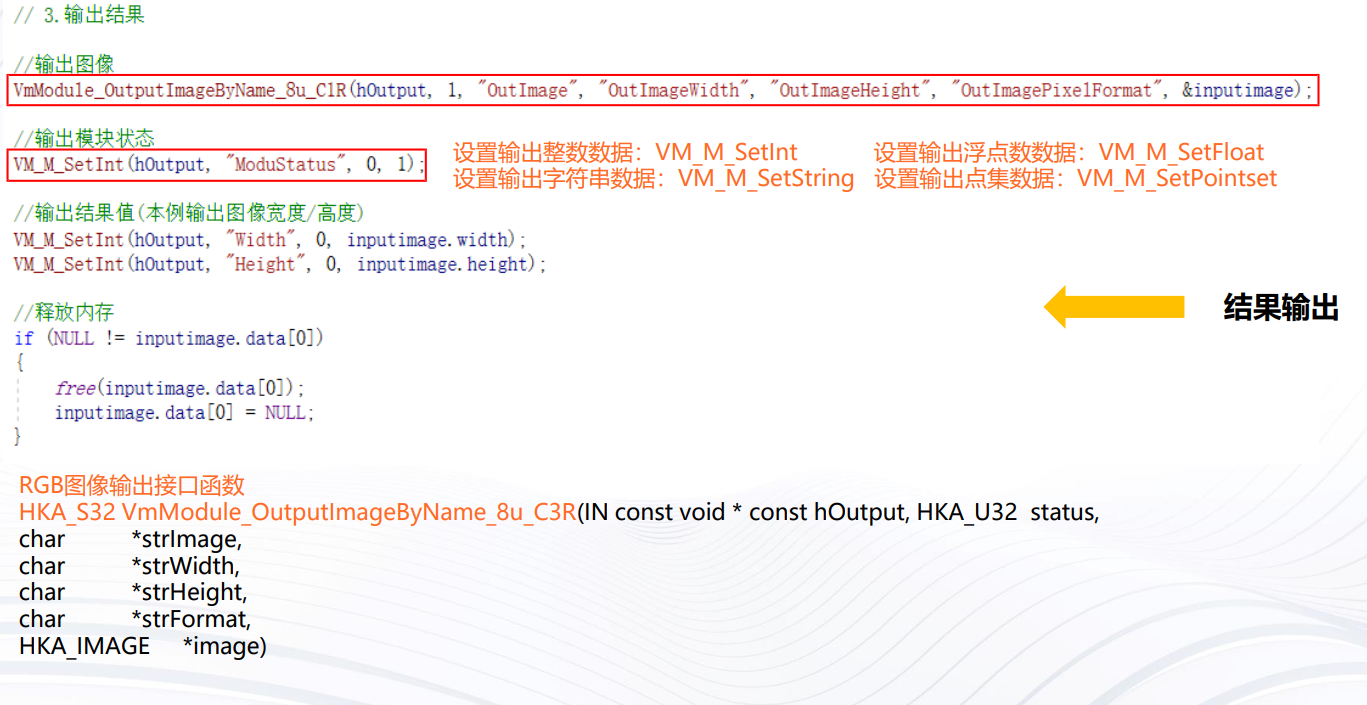 // 3.输出结果
//输出图像
VmModule_OutputImageByName_8u_C1R(hOutput, 1, "OutImage", "OutImageWidth", "OutImageHeight", "OutImagePixelFormat", &inputimage);
//输出模块状态
VM_M_SetInt(hOutput, "ModuStatus", 0, 1);
设置输出整数数据：VM_M_SetInt 设置输出浮点数数据：VM_M_SetFloat
设置输出字符串数据：VM_M_SetString 设置输出点集数据：VM_M_SetPointset
//输出结果值(本例输出图像宽度/高度)
VM_M_SetInt(hOutput, "Width", 0, inputimage.width);
VM_M_SetInt(hOutput, "Height", 0, inputimage.height);
结果输出
//释放内存
if (NULL != inputimage.data[0])
{
free(inputimage.data[0]);
inputimage.data[0] = NULL;
}
RGB图像输出接口函数
HKA_S32 VmModule_OutputImageByName_8u_C3R(IN const void * const hOutput, HKA_U32 status,
char *strImage,
char *strWidth,
char *strHeight,
char *strFormat,
HKA_IMAGE *image)